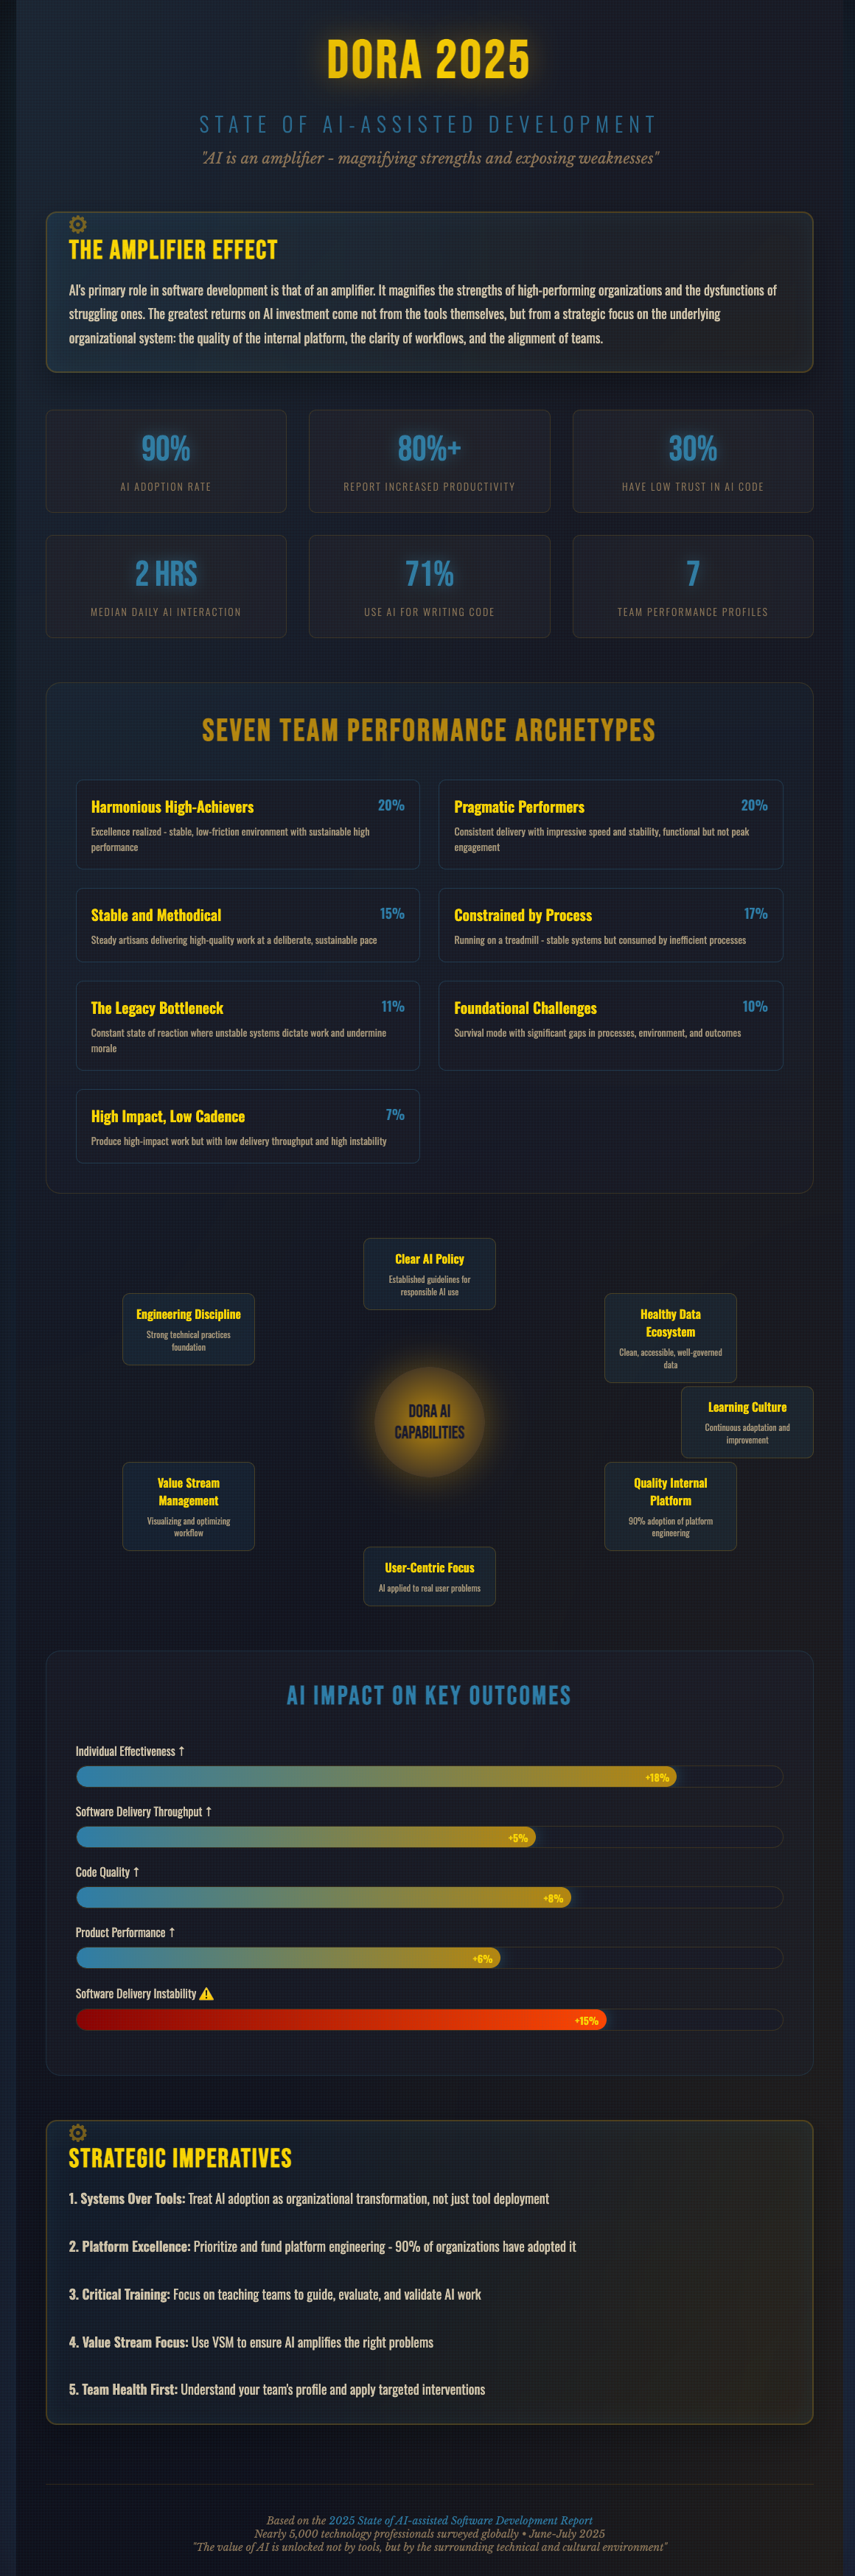 DORA 2025
STATE OF AI-ASSISTED DEVELOPMENT
"AI is an amplifier - magnifying strengths and exposing weaknesses"
THE AMPLIFIER EFFECT
AI's primary role in software development is that of an amplifier. It magnifies the strengths of high-performing organizations and the dysfunctions of
struggling ones. The greatest returns on AI investment come not from the tools themselves, but from a strategic focus on the underlying
organizational system: the quality of the internal platform, the clarity of workflows, and the alignment of teams.
90%
AI ADOPTION RATE
80%+
REPORT INCREASED PRODUCTIVITY
30%
HAVE LOW TRUST IN AI CODE
2 HRS
MEDIAN DAILY AI INTERACTION
71%
USE AI FOR WRITING CODE
7
TEAM PERFORMANCE PROFILES
SEVEN TEAM PERFORMANCE ARCHETYPES
Harmonious High-Achievers
20%
Excellence realized - stable, low-friction environment with sustainable high
performance
Pragmatic Performers
20%
Consistent delivery with impressive speed and stability, functional but not peak
engagement
Stable and Methodical
15%
Steady artisans delivering high-quality work at a deliberate, sustainable pace
Constrained by Process
17%
Running on a treadmill - stable systems but consumed by inefficient processes
The Legacy Bottleneck
11%
Constant state of reaction where unstable systems dictate work and undermine
morale
Foundational Challenges
10%
Survival mode with significant gaps in processes, environment, and outcomes
High Impact, Low Cadence
7%
Produce high-impact work but with low delivery throughput and high instability
Clear AI Policy
Established guidelines for
responsible AI use
Engineering Discipline
Strong technical practices
foundation
Healthy Data
Ecosystem
Clean, accessible, well-governed
data
DORA AI
CAPABILITIES
Learning Culture
Continuous adaptation and
improvement
Value Stream
Management
Visualizing and optimizing
workflow
Quality Internal
Platform
90% adoption of platform
engineering
User-Centric Focus
AI applied to real user problems
AI IMPACT ON KEY OUTCOMES
Individual Effectiveness ↑
+18%
Software Delivery Throughput ↑
+5%
Code Quality ↑
+8%
Product Performance ↑
+6%
Software Delivery Instability ⚠
+15%
STRATEGIC IMPERATIVES
1. Systems Over Tools: Treat AI adoption as organizational transformation, not just tool deployment
2. Platform Excellence: Prioritize and fund platform engineering - 90% of organizations have adopted it
3. Critical Training: Focus on teaching teams to guide, evaluate, and validate AI work
4. Value Stream Focus: Use VSM to ensure AI amplifies the right problems
5. Team Health First: Understand your team's profile and apply targeted interventions
Based on the 2025 State of AI-assisted Software Development Report
Nearly 5,000 technology professionals surveyed globally • June-July 2025
"The value of AI is unlocked not by tools, but by the surrounding technical and cultural environment"